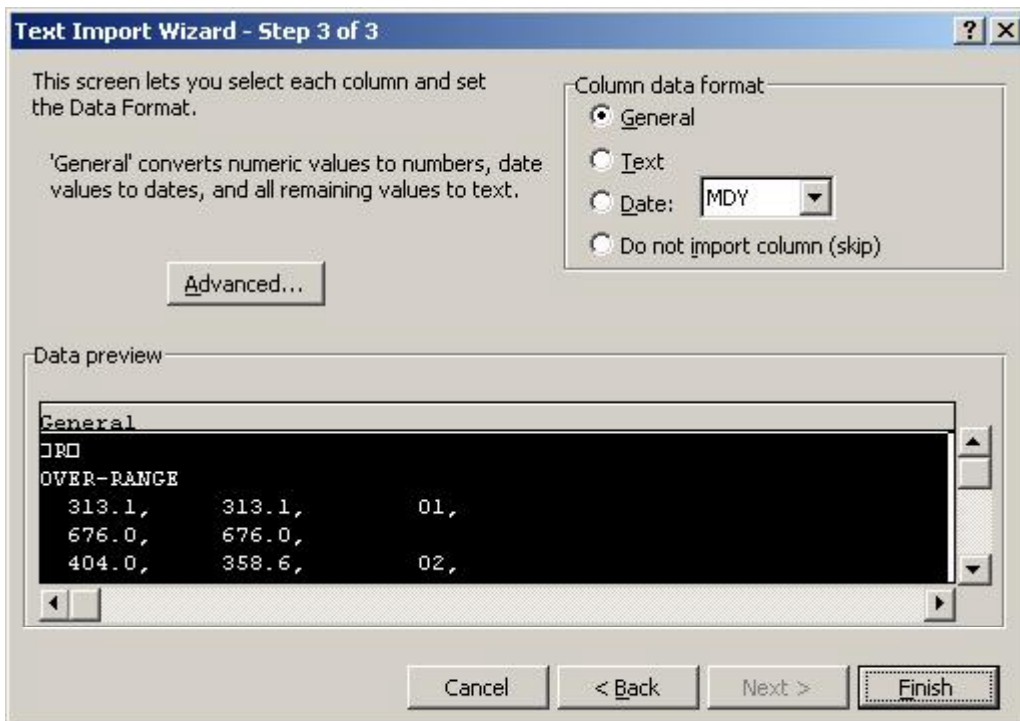 Text Import Wizard - Step 3 of 3
This screen lets you select each column and set
the Data Format.
'General' converts numeric values to numbers, date
values to dates, and all remaining values to text.
Advanced...
Column data format
General
Text
Date: MDY
Do not import column (skip)
Data preview
General
□R□
OVER-RANGE
313.1, 313.1, 01,
676.0, 676.0,
404.0, 358.6, 02,
Cancel
< Back
Next >
Finish